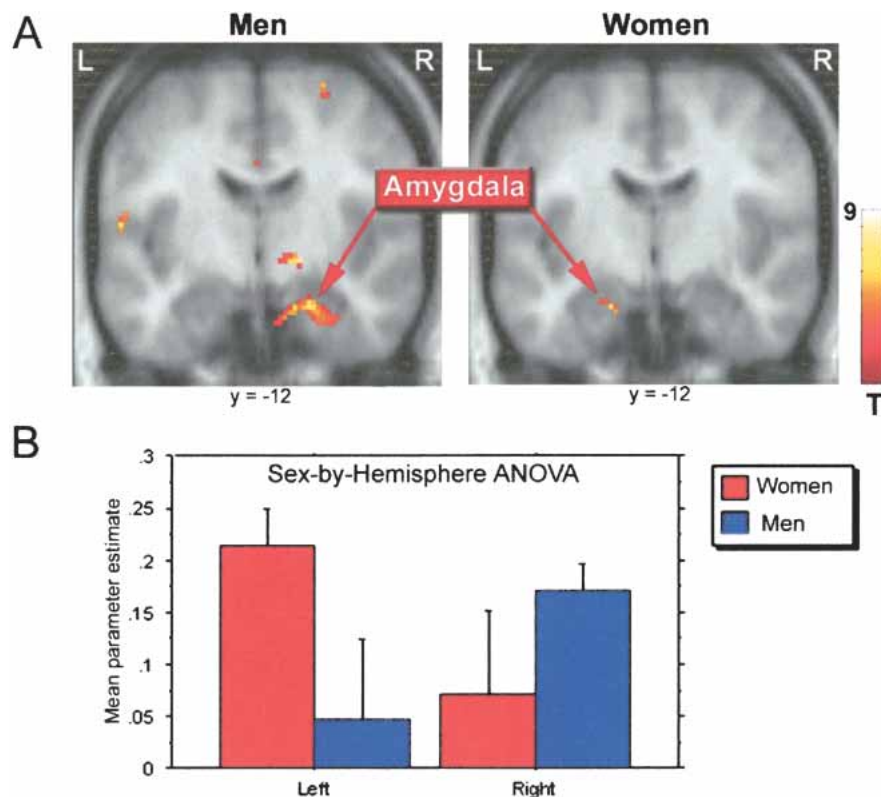 A
Men
Women
L
R
L
R
Amygdala
9
T
y = -12
y = -12
B
Sex-by-Hemisphere ANOVA
Mean parameter estimate
.3
.25
.2
.15
.1
.05
0
Left
Right
Women
Men